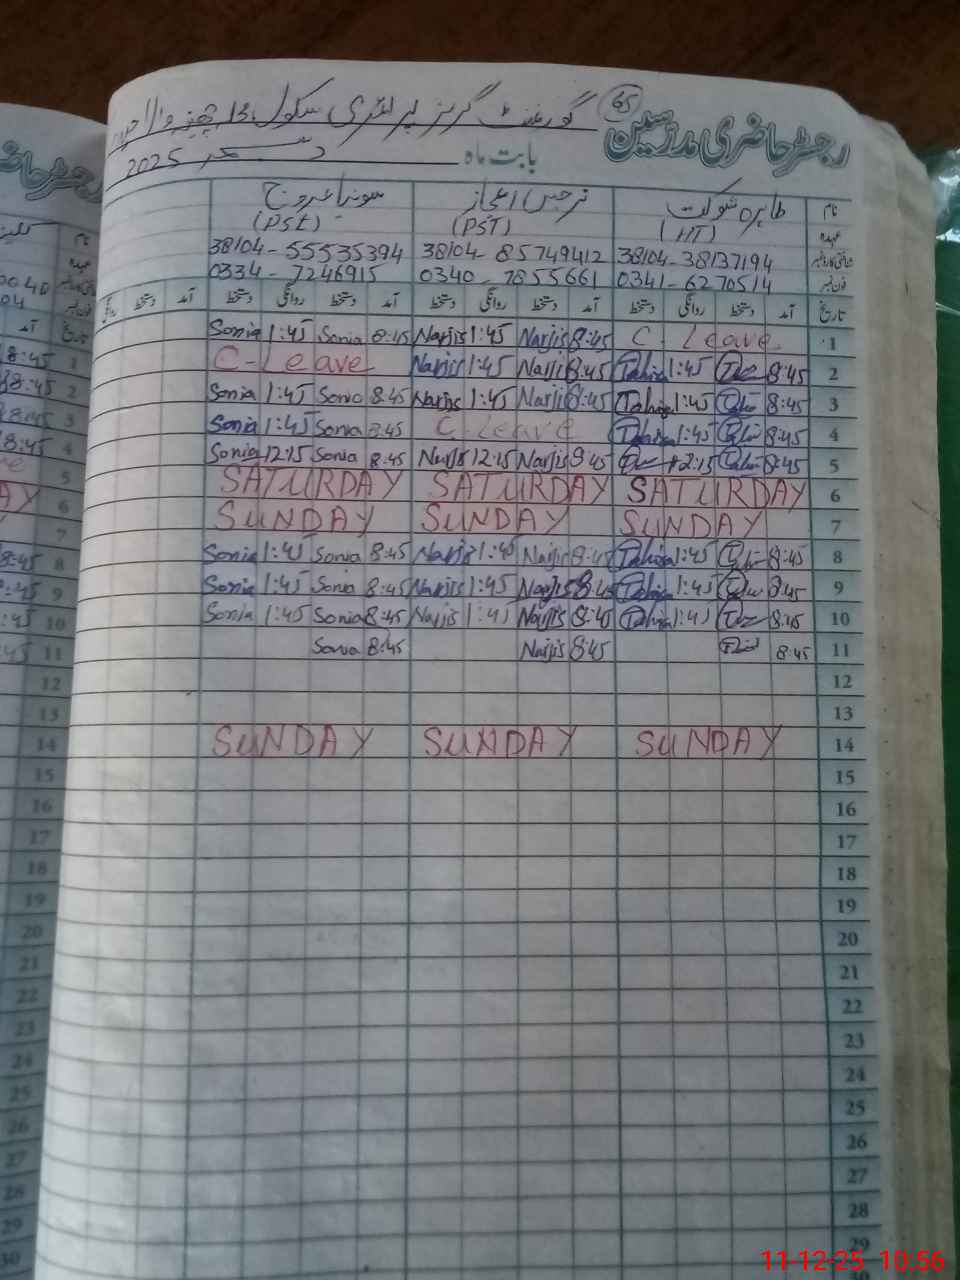 65
رجسٹر حاضری مدرسین گورنمنٹ گرلز پرائمری سکول
بابت ماہ دسمبر 2025
نام طاہرہ شوکت نرجس اعجاز سونیا عروج
عہدہ (HT) (PST) (PST)
شناختی کارڈ نمبر 38104-38137194 38104-85749412 38104-55535394
فون نمبر 0341-6270514 0340-7855661 0334-7246915
تاریخ آمد دستخط روانگی دستخط آمد دستخط روانگی دستخط آمد دستخط روانگی دستخط آمد دستخط روانگی
Sonia 1:45 Sonia 8:45 Narjis 1:45 Narjis 8:45 C-Leave 1
C-Leave Narjis 1:45 Narjis 8:45 Tahira 1:45 8:45 2
Sonia 1:45 Sonia 8:45 Narjis 1:45 Narjis 8:45 Tahira 1:45 8:45 3
Sonia 1:45 Sonia 8:45 C-Leave Tahira 1:45 8:45 4
Sonia 12:15 Sonia 8:45 Narjis 12:15 Narjis 8:45 12:15 8:45 5
SATURDAY SATURDAY SATURDAY 6
SUNDAY SUNDAY SUNDAY 7
Sonia 1:45 Sonia 8:45 Narjis 1:45 Narjis 8:45 Tahira 1:45 8:45 8
Sonia 1:45 Sonia 8:45 Narjis 1:45 Narjis 8:45 Tahira 1:45 8:45 9
Sonia 1:45 Sonia 8:45 Narjis 1:45 Narjis 8:45 Tahira 1:45 8:45 10
Sonia 8:45 Narjis 8:45 8:45 11
12
13
SUNDAY SUNDAY SUNDAY 14
15
16
17
18
19
20
21
22
23
24
25
26
27
28
29
11-12-25 10:56